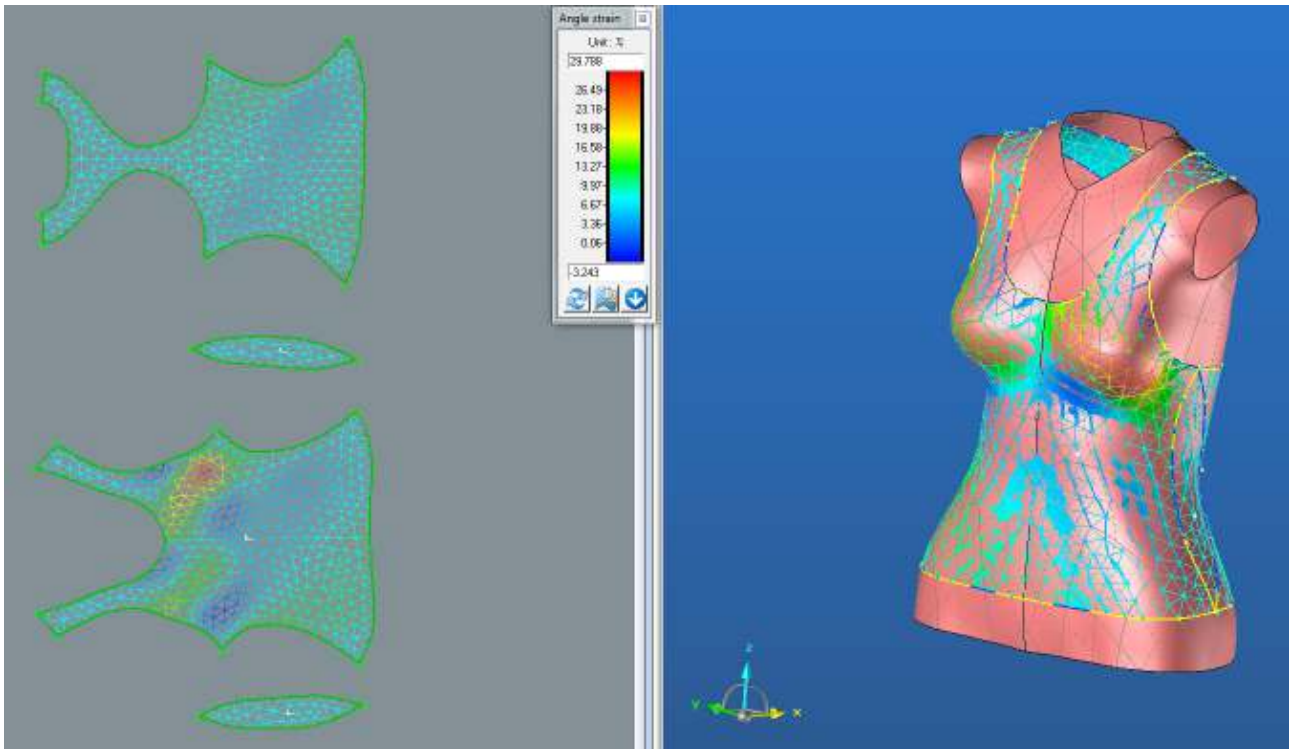 Angle strain
Unit: %
29.788
26.49
23.18
19.88
16.58
13.27
9.97
6.67
3.36
0.06
-3.243
z
y
x